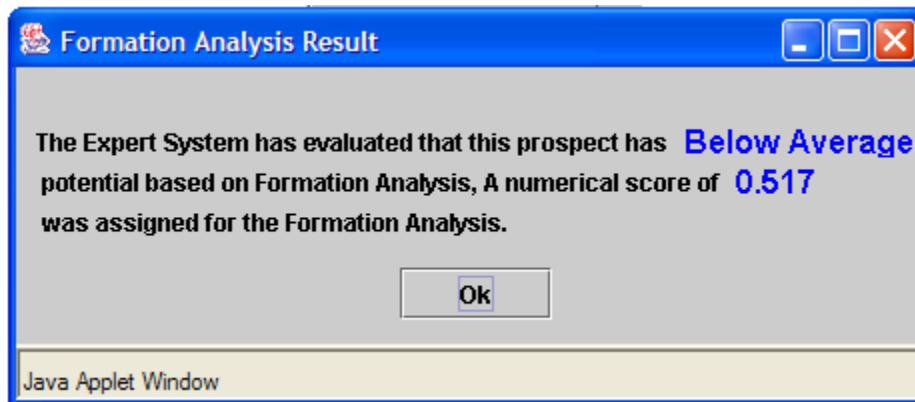 Formation Analysis Result
The Expert System has evaluated that this prospect has Below Average
potential based on Formation Analysis, A numerical score of 0.517
was assigned for the Formation Analysis.
Ok
Java Applet Window